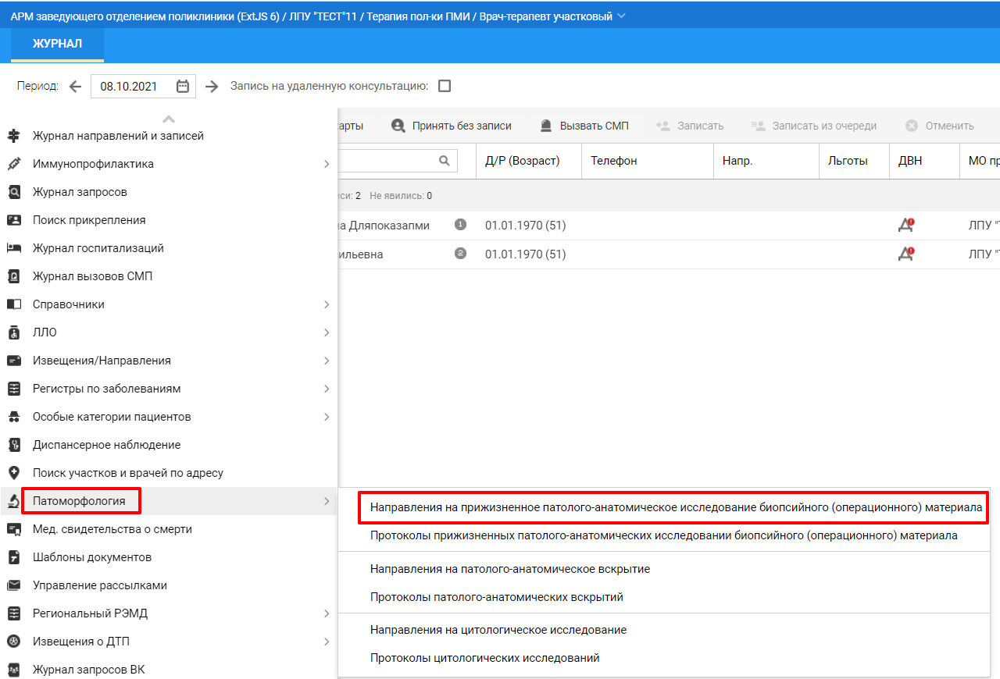 АРМ заведующего отделением поликлиники (ExtJS 6) / ЛПУ "ТЕСТ"11 / Терапия пол-ки ПМИ / Врач-терапевт участковый
ЖУРНАЛ
Период: 08.10.2021 Запись на удаленную консультацию:
арты Принять без записи Вызвать СМП Записать Записать из очереди Отменить
Д/Р (Возраст) Телефон Напр. Льготы ДВН МО пр
си: 2 Не явились: 0
а Дляпоказапми 1 01.01.1970 (51) Д ЛПУ "Т
ильевна 2 01.01.1970 (51) Д ЛПУ "Т
Журнал направлений и записей
Иммунопрофилактика
Журнал запросов
Поиск прикрепления
Журнал госпитализаций
Журнал вызовов СМП
Справочники
ЛЛО
Извещения/Направления
Регистры по заболеваниям
Особые категории пациентов
Диспансерное наблюдение
Поиск участков и врачей по адресу
Патоморфология
Мед. свидетельства о смерти
Шаблоны документов
Управление рассылками
Региональный РЭМД
Извещения о ДТП
Журнал запросов ВК
Направления на прижизненное патолого-анатомическое исследование биопсийного (операционного) материала
Протоколы прижизненных патолого-анатомических исследовании биопсийного (операционного) материала
Направления на патолого-анатомическое вскрытие
Протоколы патолого-анатомических вскрытий
Направления на цитологическое исследование
Протоколы цитологических исследований